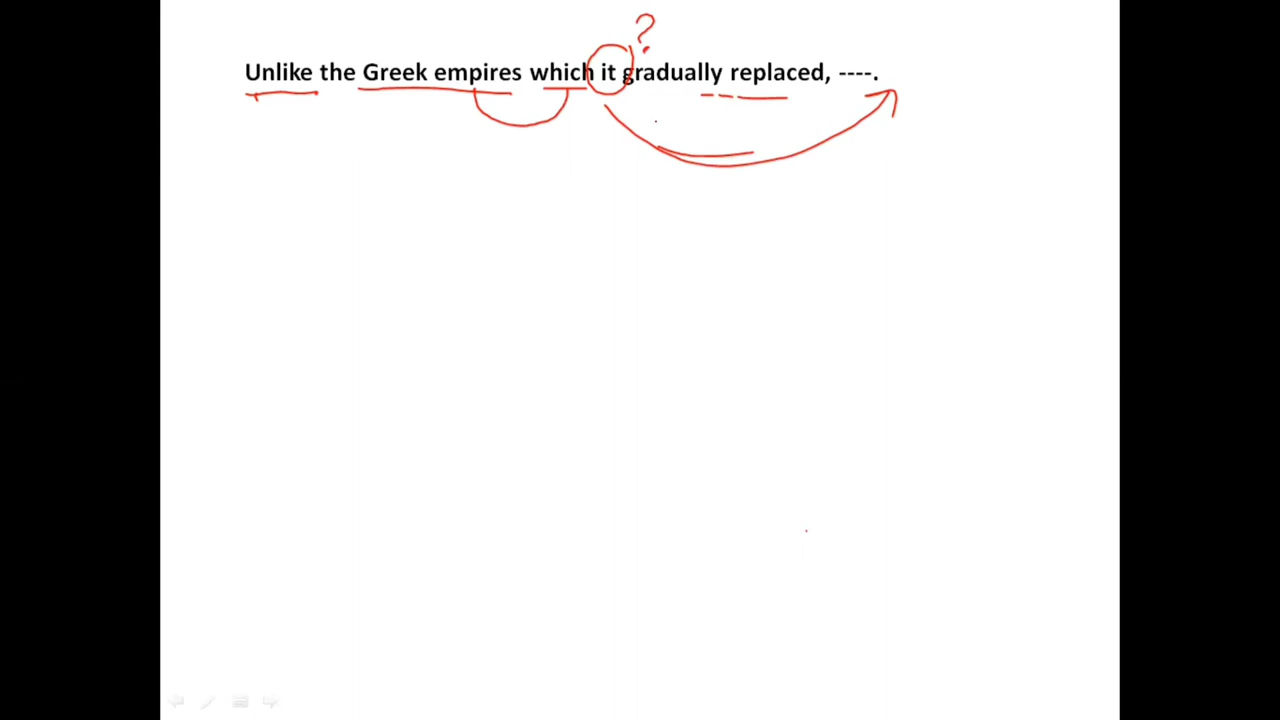 ?
Unlike the Greek empires which it gradually replaced, ----.